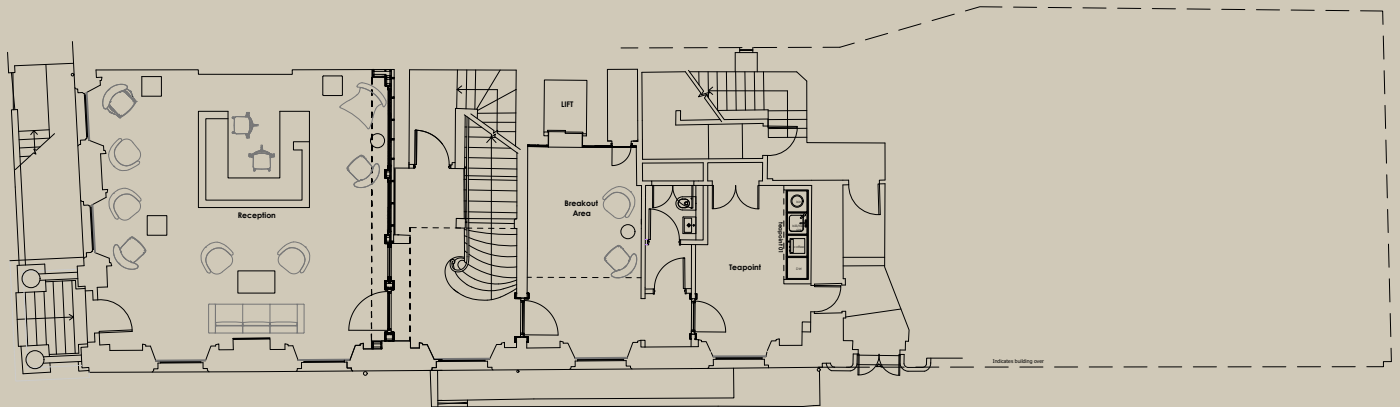 LIFT
Breakout
Area
Reception
Teapoint
Indicates building over